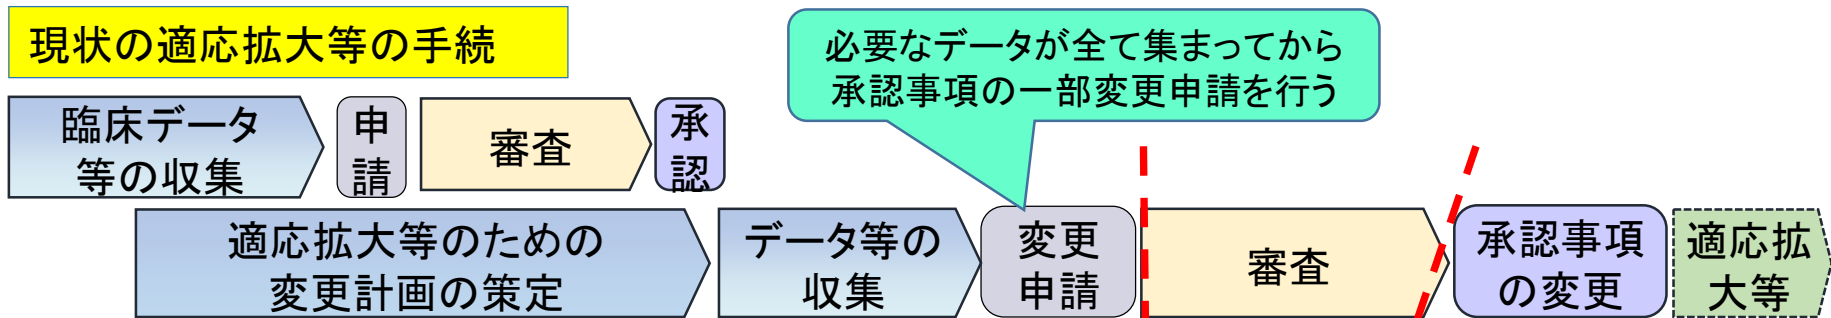 現状の適応拡大等の手続
必要なデータが全て集まってから
承認事項の一部変更申請を行う
臨床データ
等の収集
申
請
審査
承
認
適応拡大等のための
変更計画の策定
データ等の
収集
変更
申請
審査
承認事項
の変更
適応拡
大等